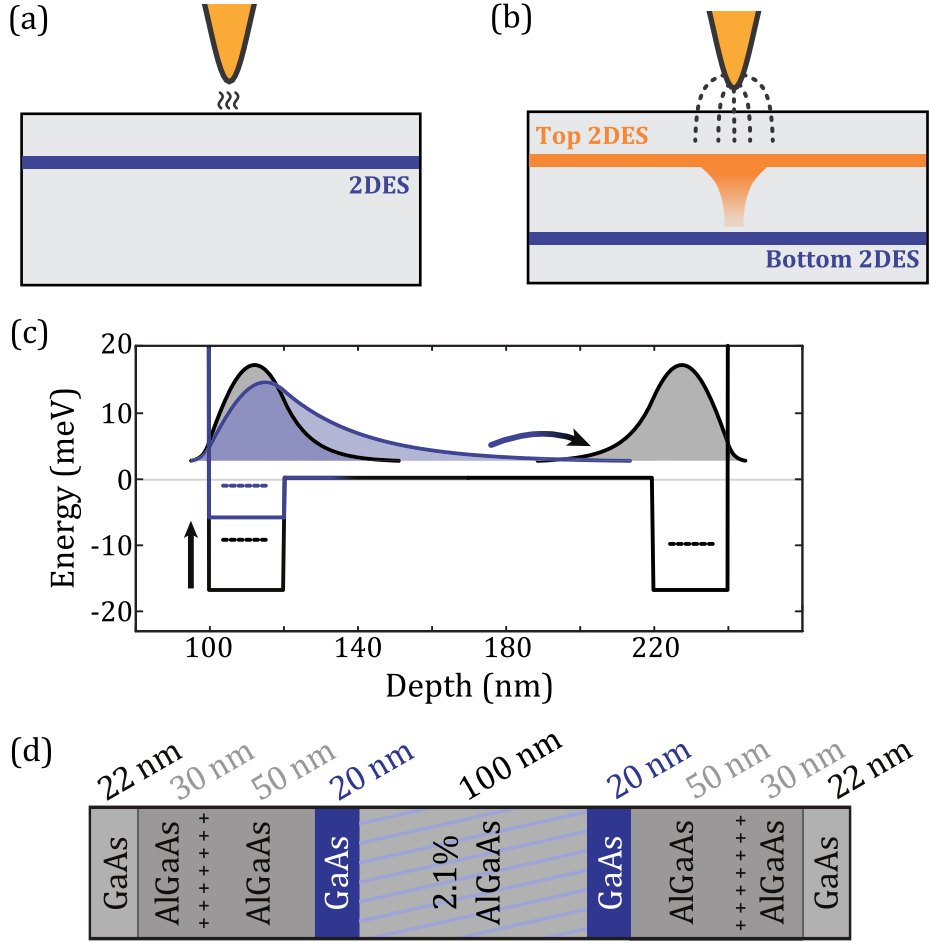 (a)
2DES
(b)
Top 2DES
Bottom 2DES
(c)
Energy (meV)
20
10
0
-10
-20
100
140
180
220
Depth (nm)
(d)
22 nm
30 nm
50 nm
20 nm
100 nm
20 nm
50 nm
30 nm
22 nm
GaAs
AlGaAs
+ + + + + + + +
AlGaAs
GaAs
2.1%
AlGaAs
GaAs
AlGaAs
+ + + + + + + +
AlGaAs
GaAs